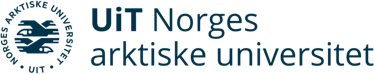 NORGES ARKTISKE UNIVERSITET
· UiT ·
UiT Norges
arktiske universitet